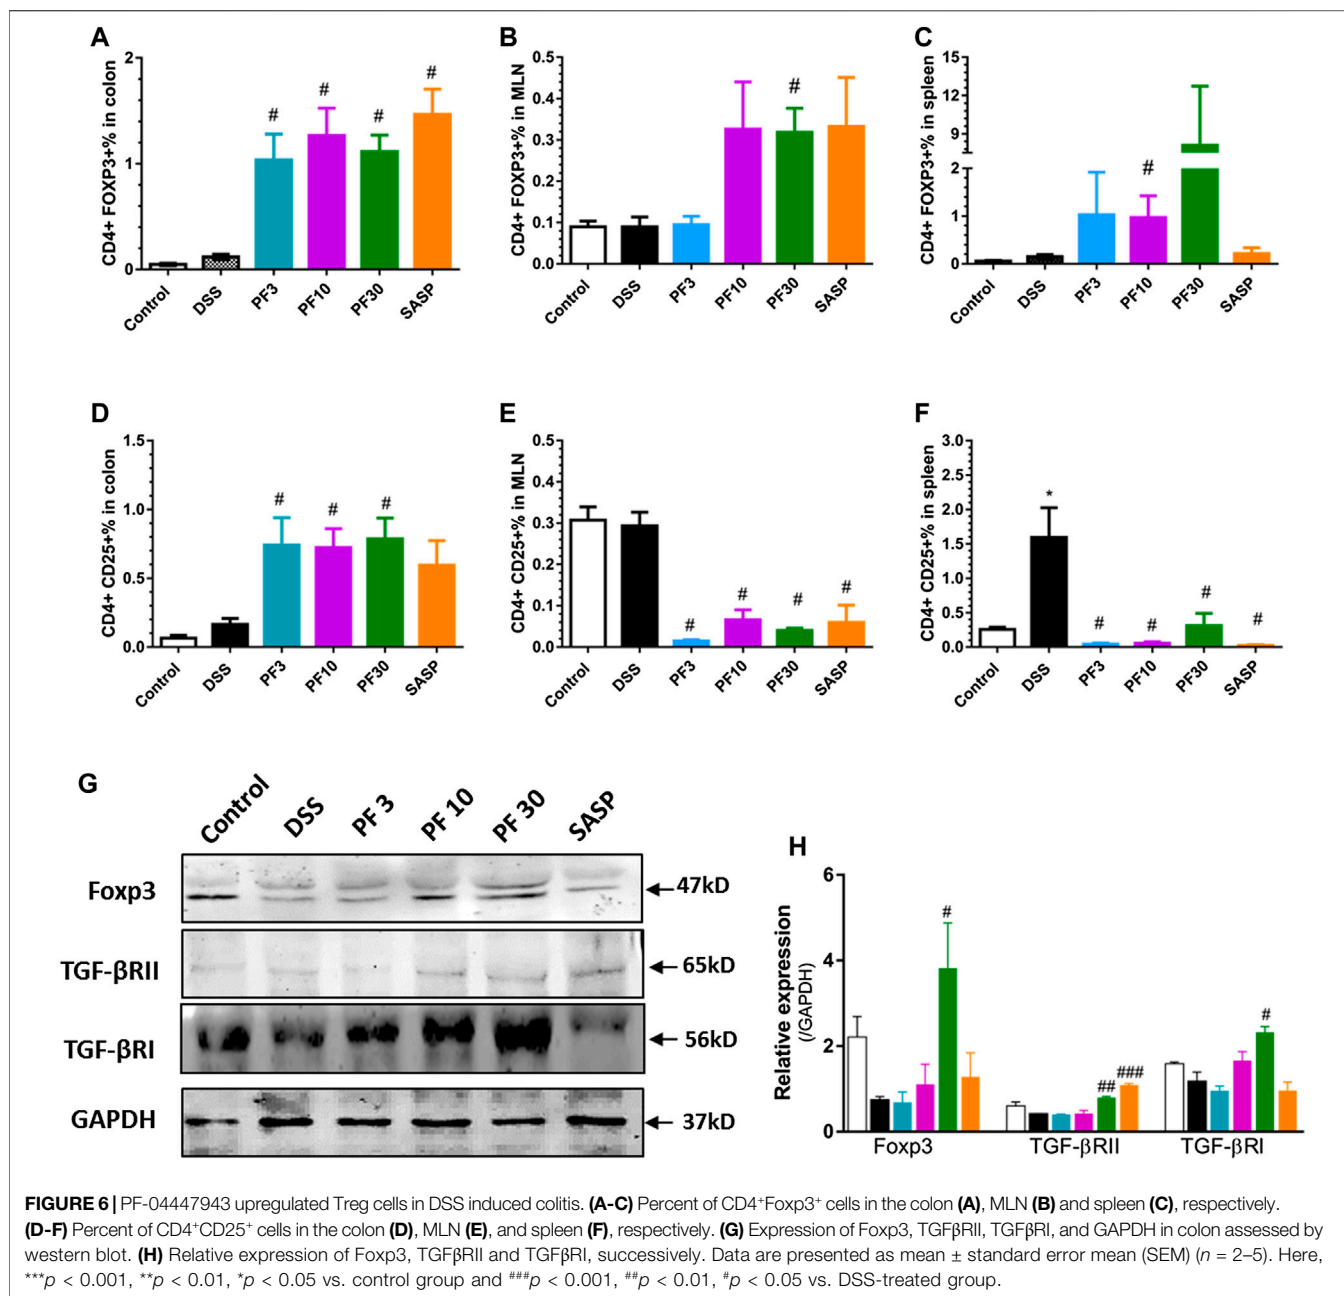 A
CD4+ FOXP3+% in colon
2
1
0
# # # #
Control DSS PF3 PF10 PF30 SASP
B
CD4+ FOXP3+% in MLN
0.5
0.4
0.3
0.2
0.1
0.0
#
Control DSS PF3 PF10 PF30 SASP
C
CD4+ FOXP3+% in spleen
15
12
9
2
1
0
#
Control DSS PF3 PF10 PF30 SASP
D
CD4+ CD25+% in colon
1.5
1.0
0.5
0.0
# # #
Control DSS PF3 PF10 PF30 SASP
E
CD4+ CD25+% in MLN
0.5
0.4
0.3
0.2
0.1
0.0
# # # #
Control DSS PF3 PF10 PF30 SASP
F
CD4+ CD25+% in spleen
3.0
2.5
2.0
1.5
1.0
0.5
0.0
* # # # #
Control DSS PF3 PF10 PF30 SASP
G
Control DSS PF 3 PF 10 PF 30 SASP
Foxp3 47kD
TGF-βRII 65kD
TGF-βRI 56kD
GAPDH 37kD
H
Relative expression
(/GAPDH)
6
4
2
0
# ## ### #
Foxp3 TGF-βRII TGF-βRI
FIGURE 6 | PF-04447943 upregulated Treg cells in DSS induced colitis. (A-C) Percent of CD4⁺Foxp3⁺ cells in the colon (A), MLN (B) and spleen (C), respectively.
(D-F) Percent of CD4⁺CD25⁺ cells in the colon (D), MLN (E), and spleen (F), respectively. (G) Expression of Foxp3, TGFβRII, TGFβRI, and GAPDH in colon assessed by
western blot. (H) Relative expression of Foxp3, TGFβRII and TGFβRI, successively. Data are presented as mean ± standard error mean (SEM) (n = 2–5). Here,
***p < 0.001, **p < 0.01, *p < 0.05 vs. control group and ###p < 0.001, ##p < 0.01, #p < 0.05 vs. DSS-treated group.